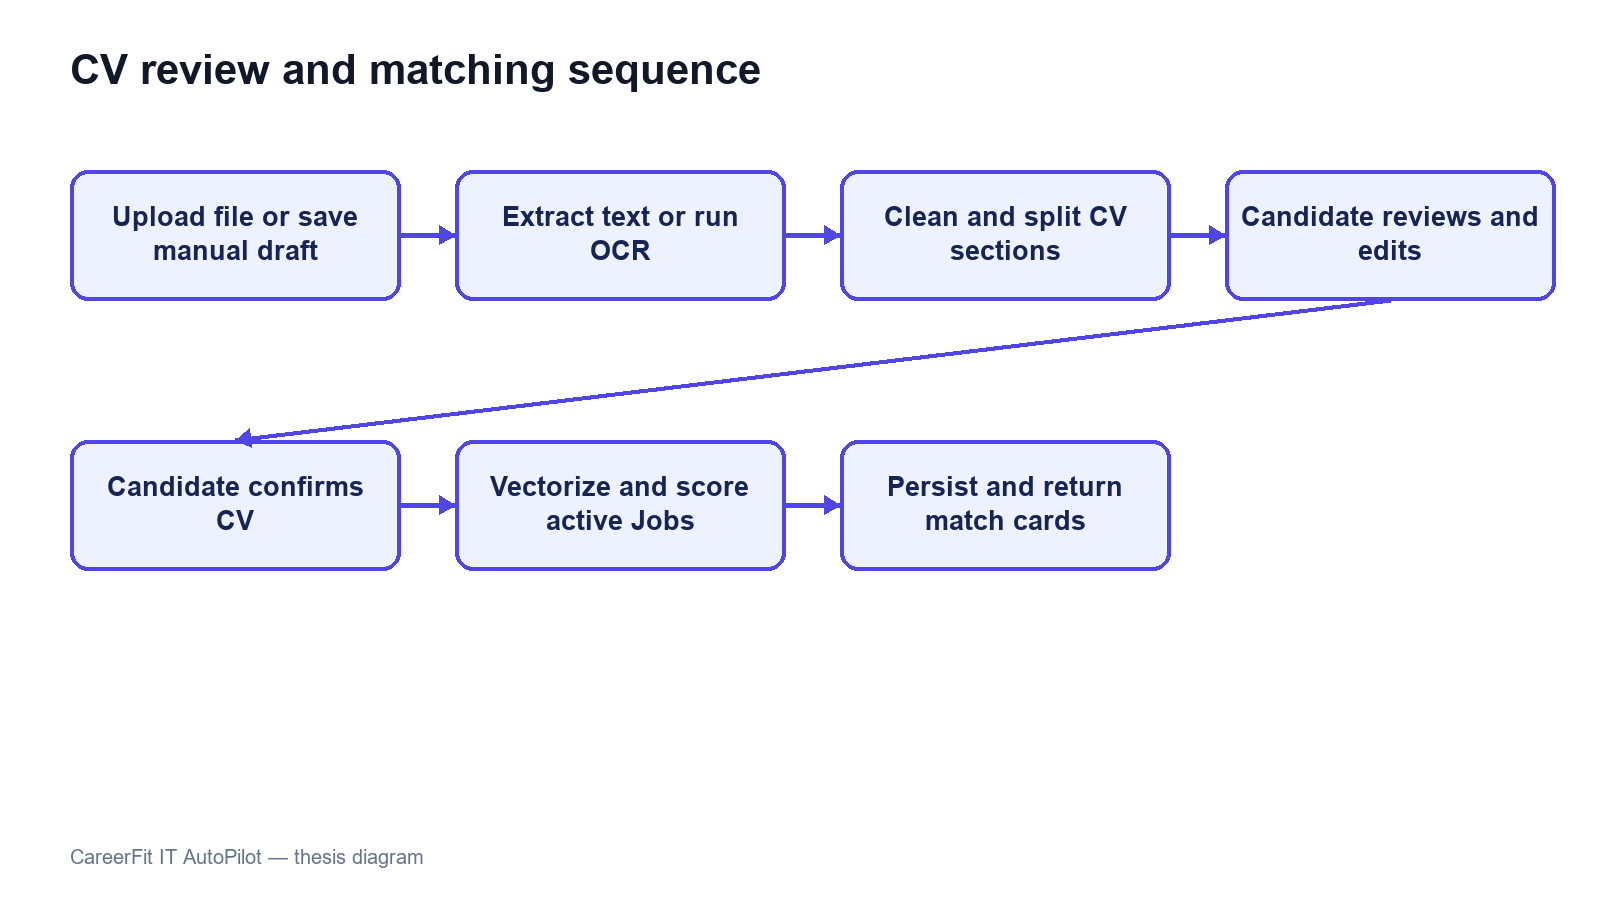 CV review and matching sequence
Upload file or save
manual draft
Extract text or run
OCR
Clean and split CV
sections
Candidate reviews and
edits
Candidate confirms
CV
Vectorize and score
active Jobs
Persist and return
match cards
CareerFit IT AutoPilot — thesis diagram